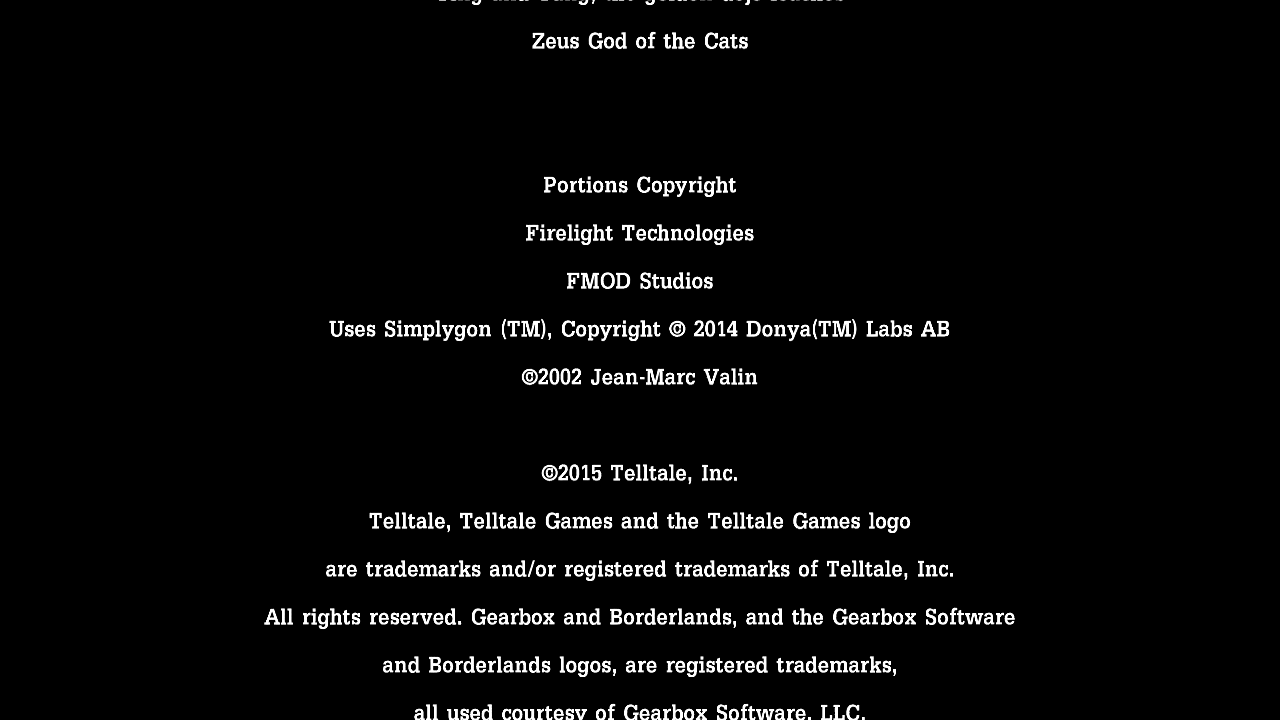 Zeus God of the Cats
Portions Copyright
Firelight Technologies
FMOD Studios
Uses Simplygon (TM), Copyright © 2014 Donya(TM) Labs AB
©2002 Jean-Marc Valin
©2015 Telltale, Inc.
Telltale, Telltale Games and the Telltale Games logo
are trademarks and/or registered trademarks of Telltale, Inc.
All rights reserved. Gearbox and Borderlands, and the Gearbox Software
and Borderlands logos, are registered trademarks,
all used courtesy of Gearbox Software, LLC.